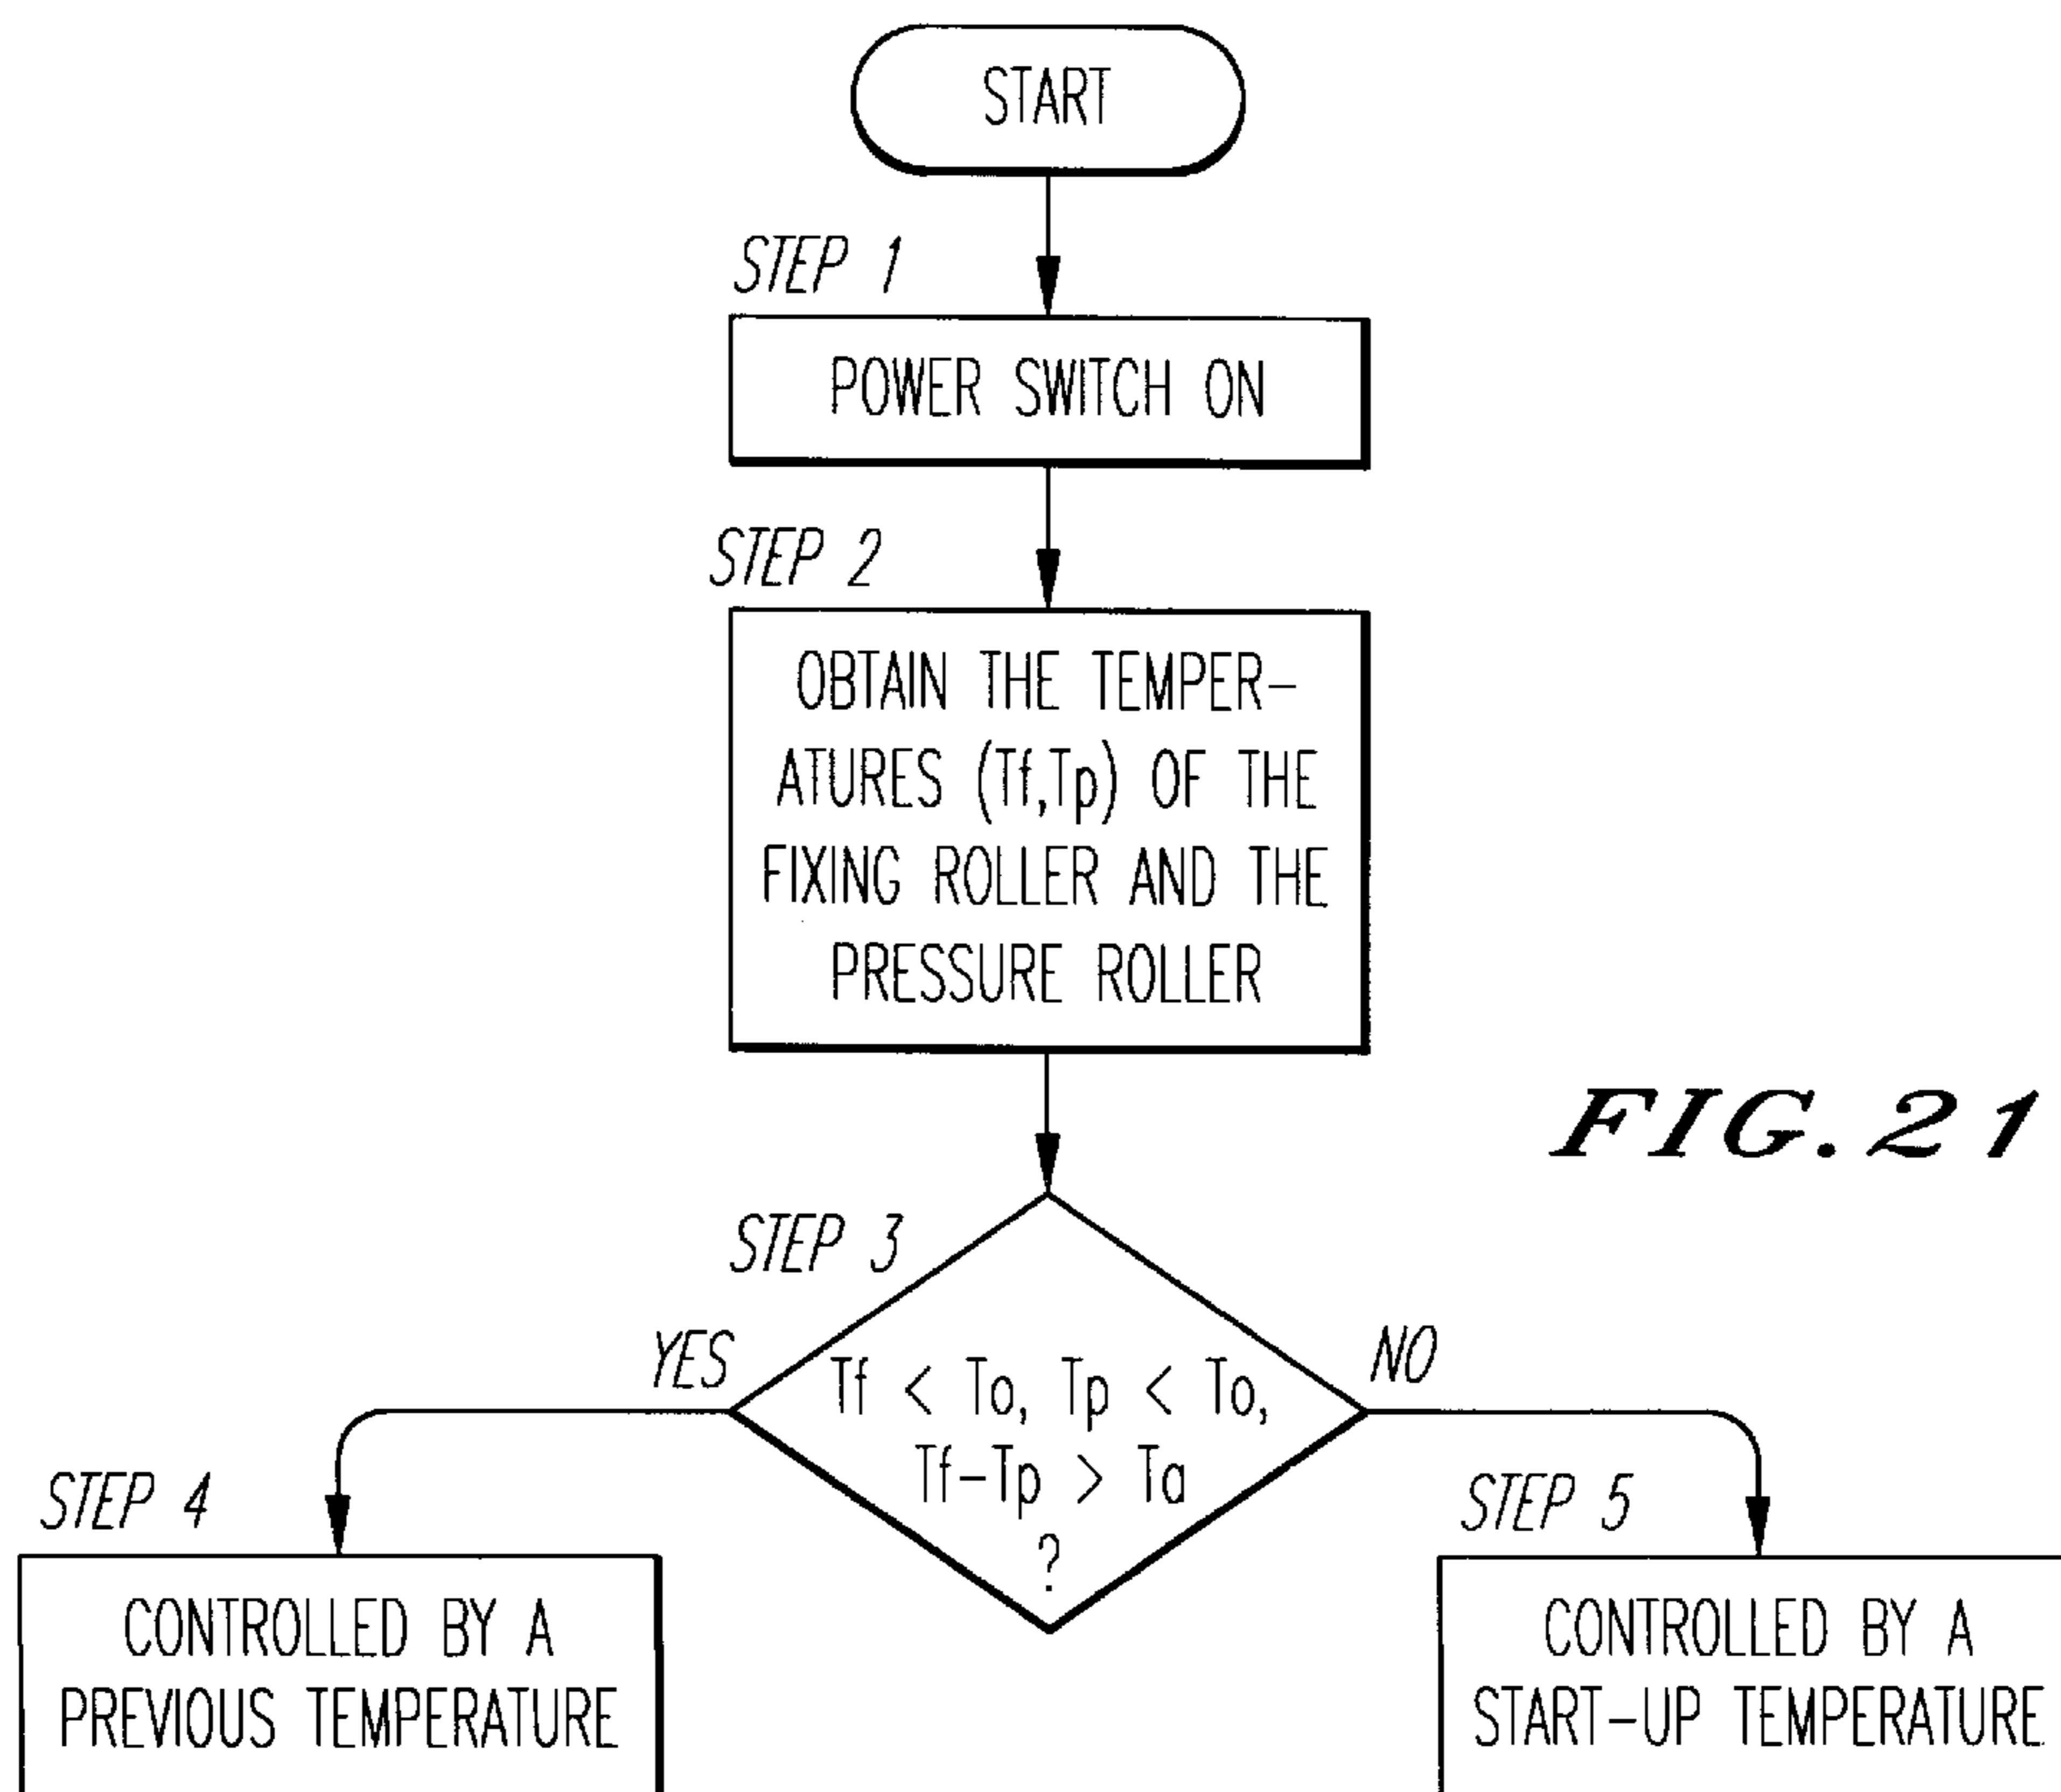 START
STEP 1
POWER SWITCH ON
STEP 2
OBTAIN THE TEMPER-
ATURES (Tf,Tp) OF THE
FIXING ROLLER AND THE
PRESSURE ROLLER
FIG. 21
STEP 3
YES
NO
Tf < To, Tp < To,
Tf-Tp > Ta
?
STEP 4
CONTROLLED BY A
PREVIOUS TEMPERATURE
STEP 5
CONTROLLED BY A
START-UP TEMPERATURE